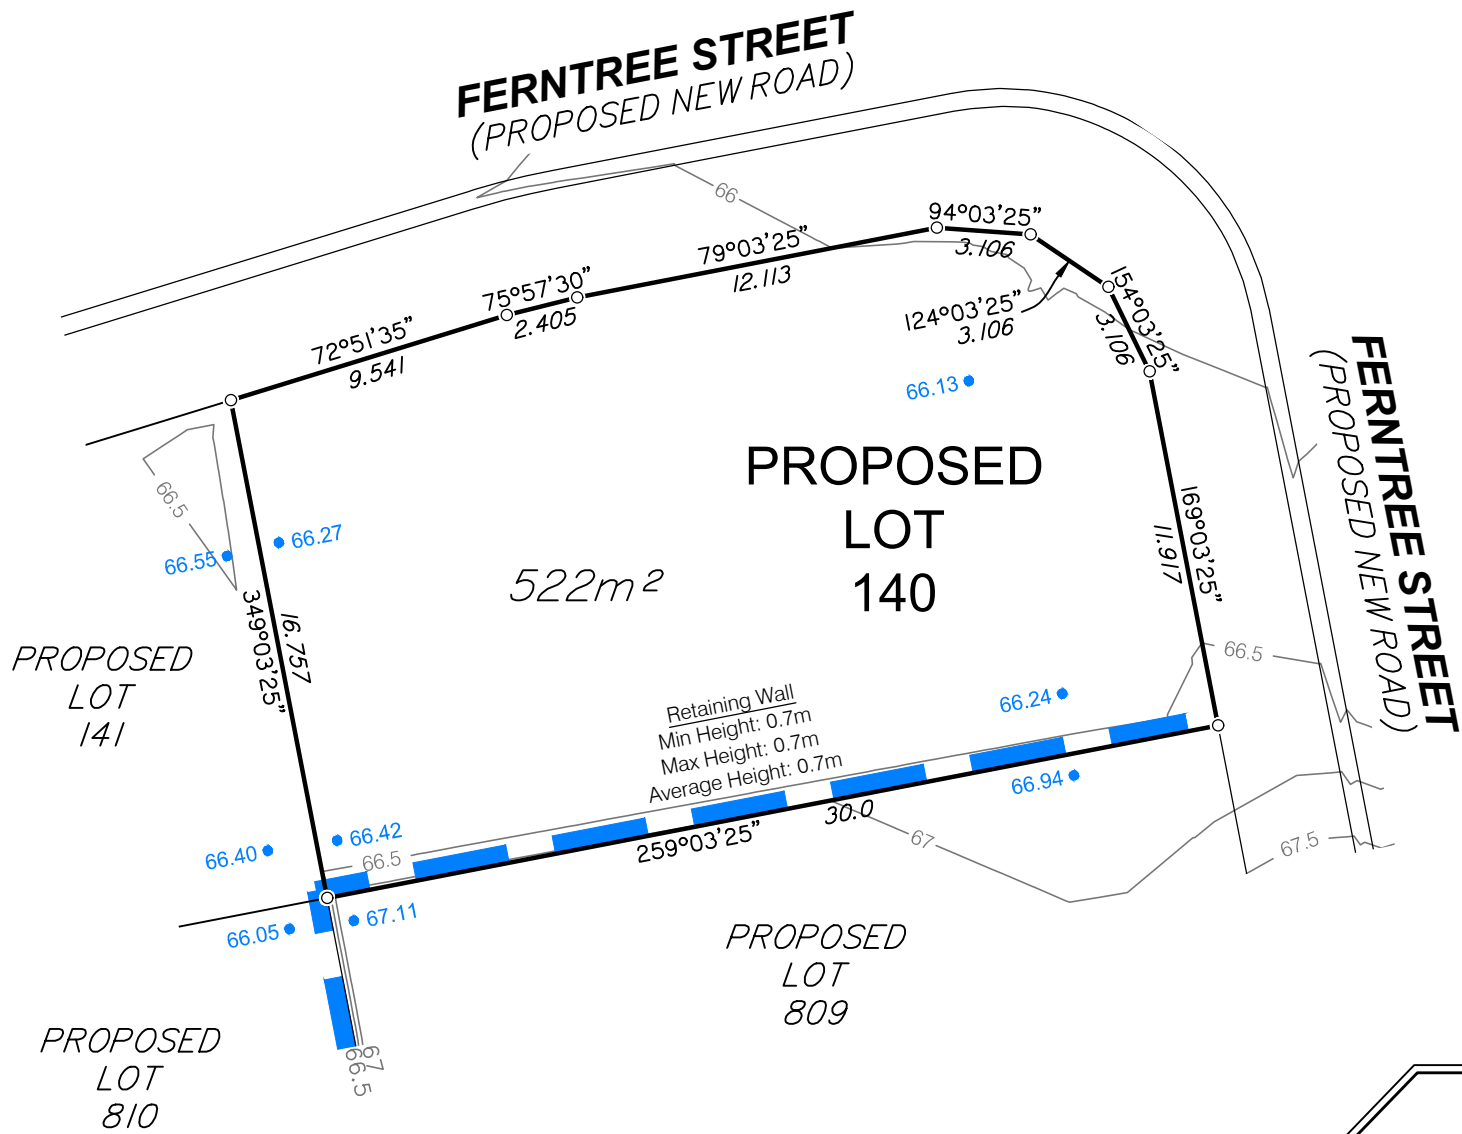 FERNTREE STREET
(PROPOSED NEW ROAD)
66
94°03'25"
3.106
79°03'25"
12.113
75°57'30"
2.405
72°51'35"
9.541
124°03'25"
3.106
154°03'25"
3.106
66.13
FERNTREE STREET
(PROPOSED NEW ROAD)
PROPOSED
LOT
140
522m²
169°03'25"
11.917
66.5
66.55
66.27
349°03'25"
16.757
PROPOSED
LOT
141
66.5
66.24
Retaining Wall
Min Height: 0.7m
Max Height: 0.7m
Average Height: 0.7m
66.94
30.0
259°03'25"
67
67.5
66.40
66.42
66.5
66.05
67.11
PROPOSED
LOT
809
PROPOSED
LOT
810
67
66.5